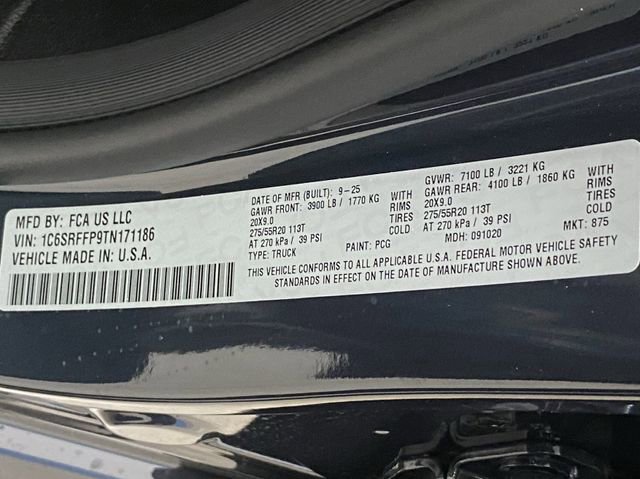 MFD BY: FCA US LLC
VIN: 1C6SRFFP9TN171186
VEHICLE MADE IN: U.S.A.
DATE OF MFR (BUILT): 9-25
GAWR FRONT: 3900 LB / 1770 KG WITH
20X9.0 RIMS
275/55R20 113T TIRES
AT 270 kPa / 39 PSI COLD
TYPE: TRUCK PAINT: PCG
GVWR: 7100 LB / 3221 KG
GAWR REAR: 4100 LB / 1860 KG WITH
20X9.0 RIMS
275/55R20 113T TIRES
AT 270 kPa / 39 PSI COLD
MDH: 091020 MKT: 875
THIS VEHICLE CONFORMS TO ALL APPLICABLE U.S.A. FEDERAL MOTOR VEHICLE SAFETY
STANDARDS IN EFFECT ON THE DATE OF MANUFACTURE SHOWN ABOVE.